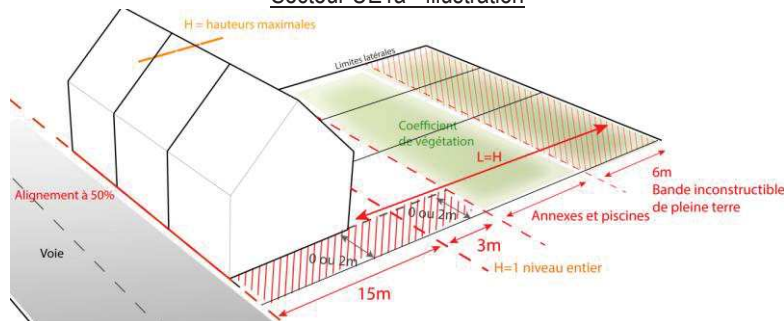 Secteur UE1a - illustration
H = hauteurs maximales
Limites latérales
Coefficient
de végétation
L=H
6m
Bande inconstructible
de pleine terre
Alignement à 50%
0 ou 2m
Annexes et piscines
Voie
0 ou 2m
3m
H=1 niveau entier
15m